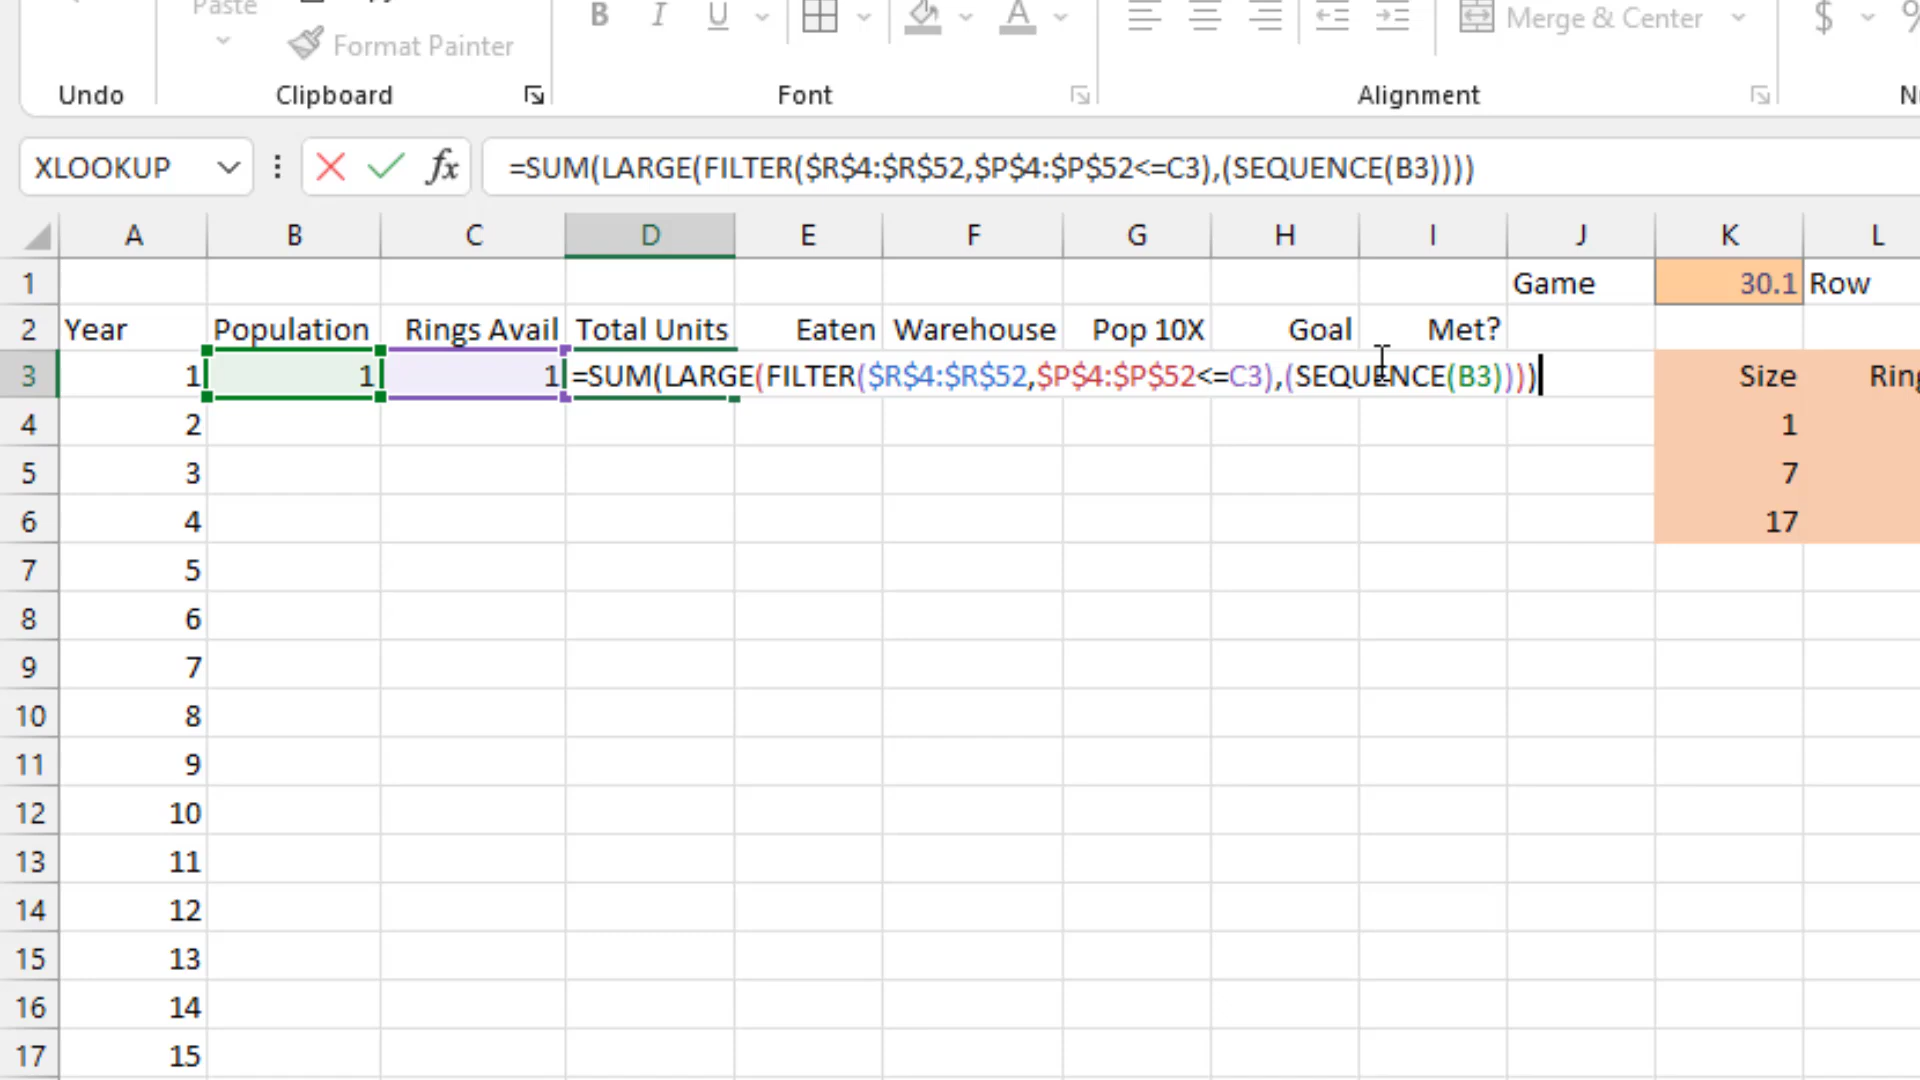 Paste
Format Painter
B I U A Merge & Center $ %
Undo Clipboard Font Alignment
XLOOKUP fx =SUM(LARGE(FILTER($R$4:$R$52,$P$4:$P$52<=C3),(SEQUENCE(B3))))
A B C D E F G H I J K L
1 Game 30.1 Row
2 Year Population Rings Avail Total Units Eaten Warehouse Pop 10X Goal Met?
3 1 1 1 =SUM(LARGE(FILTER($R$4:$R$52,$P$4:$P$52<=C3),(SEQUENCE(B3)))) Size
4 2 1
5 3 7
6 4 17
7 5
8 6
9 7
10 8
11 9
12 10
13 11
14 12
15 13
16 14
17 15